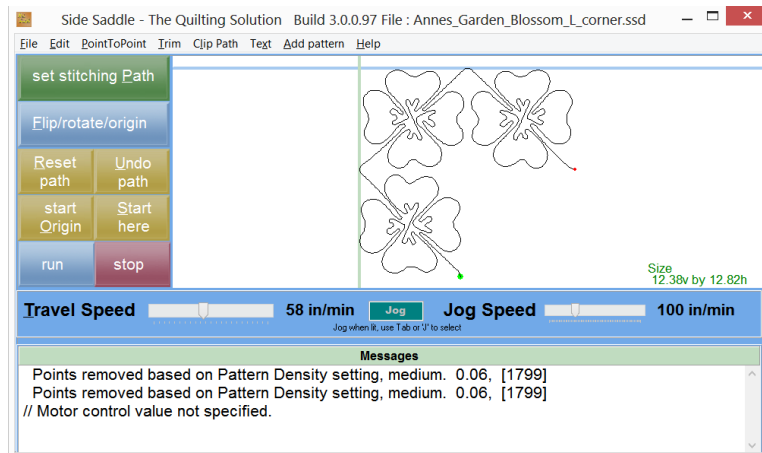 Side Saddle - The Quilting Solution   Build 3.0.0.97 File : Annes_Garden_Blossom_L_corner.ssd
File Edit PointToPoint Trim Clip Path Text Add pattern Help
set stitching Path
Flip/rotate/origin
Reset path
Undo path
start Origin
Start here
run
stop
Size
12.38v by 12.82h
Travel Speed
58 in/min
Jog
Jog Speed
100 in/min
Jog when lit, use Tab or 'J' to select
Messages
Points removed based on Pattern Density setting, medium.  0.06,  [1799]
Points removed based on Pattern Density setting, medium.  0.06,  [1799]
// Motor control value not specified.